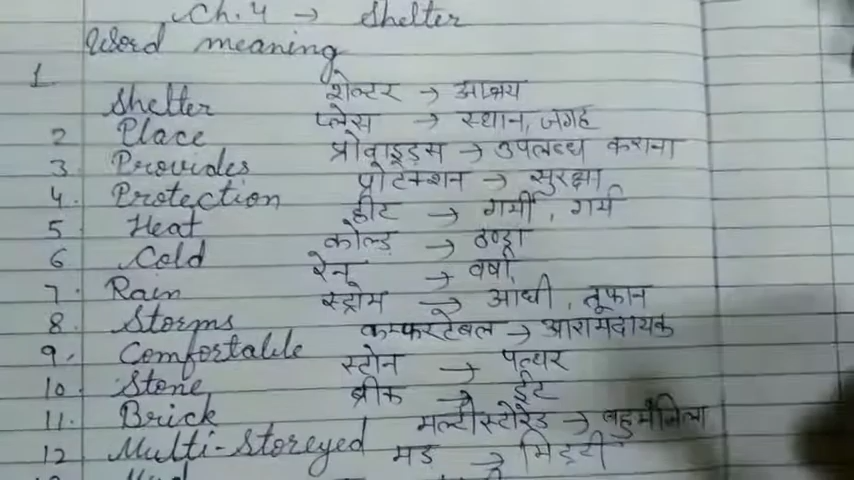 Ch. 4 → Shelter
Word meaning
1 Shelter शेल्टर → आश्रय
2 Place प्लेस → स्थान, जगह
3. Provides प्रोवाइड्स → उपलब्ध कराना
4. Protection प्रोटेक्शन → सुरक्षा
5 Heat हीट → गर्मी, गर्म
6 Cold कोल्ड → ठण्डा
7. Rain रेन → वर्षा
8. Storms स्ट्रोम → आंधी, तूफान
9. Comfortable कम्फर्टेबल → आरामदायक
10. Stone स्टोन → पत्थर
11. Brick ब्रीक → ईंट
12 Multi-Storeyed मल्टीस्टोरेड → बहुमंजिला
Mud मड → मिट्टी